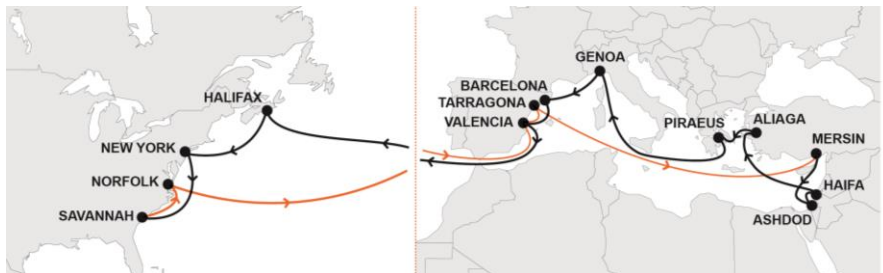 HALIFAX
NEW YORK
NORFOLK
SAVANNAH
GENOA
BARCELONA
TARRAGONA
VALENCIA
PIRAEUS
ALIAGA
MERSIN
HAIFA
ASHDOD